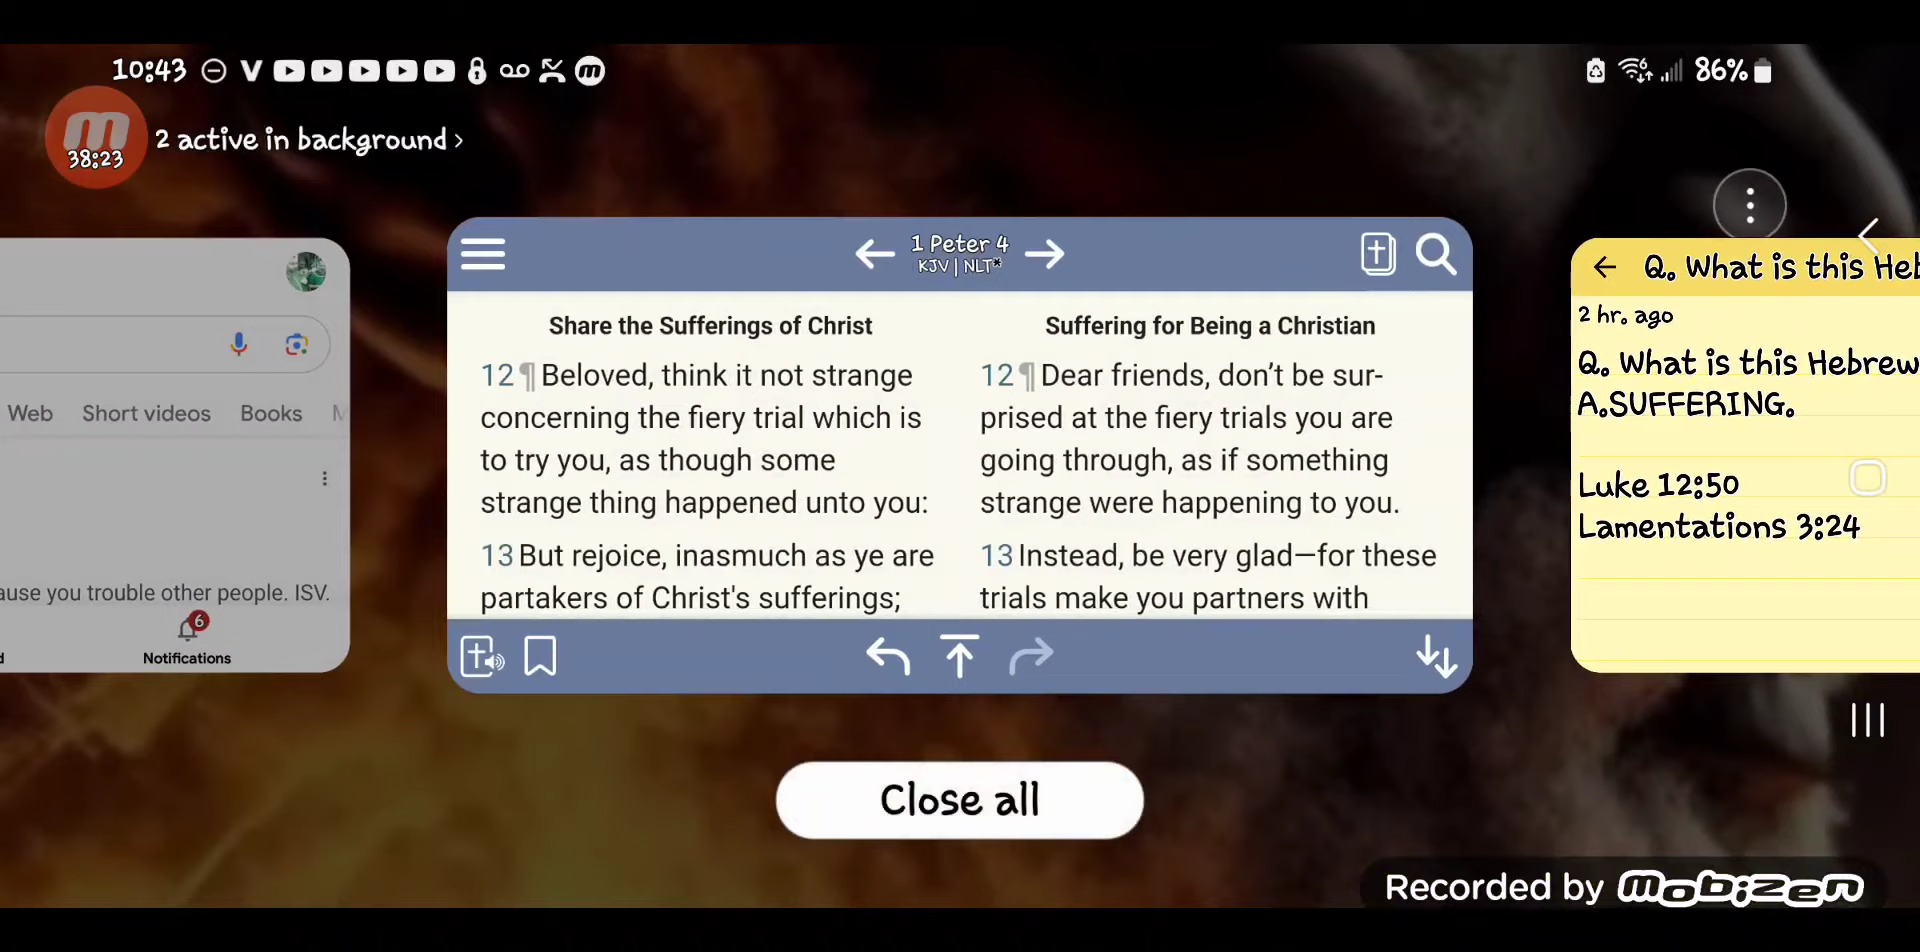 10:43
86%
38:23
2 active in background >
Web Short videos Books
ause you trouble other people. ISV.
6
Notifications
1 Peter 4
KJV | NLT*
Share the Sufferings of Christ
12 ¶ Beloved, think it not strange
concerning the fiery trial which is
to try you, as though some
strange thing happened unto you:
13 But rejoice, inasmuch as ye are
partakers of Christ's sufferings;
Suffering for Being a Christian
12 ¶ Dear friends, don’t be sur-
prised at the fiery trials you are
going through, as if something
strange were happening to you.
13 Instead, be very glad—for these
trials make you partners with
Q. What is this Heb
2 hr. ago
Q. What is this Hebrew
A.SUFFERING.
Luke 12:50
Lamentations 3:24
Close all
Recorded by mobizen